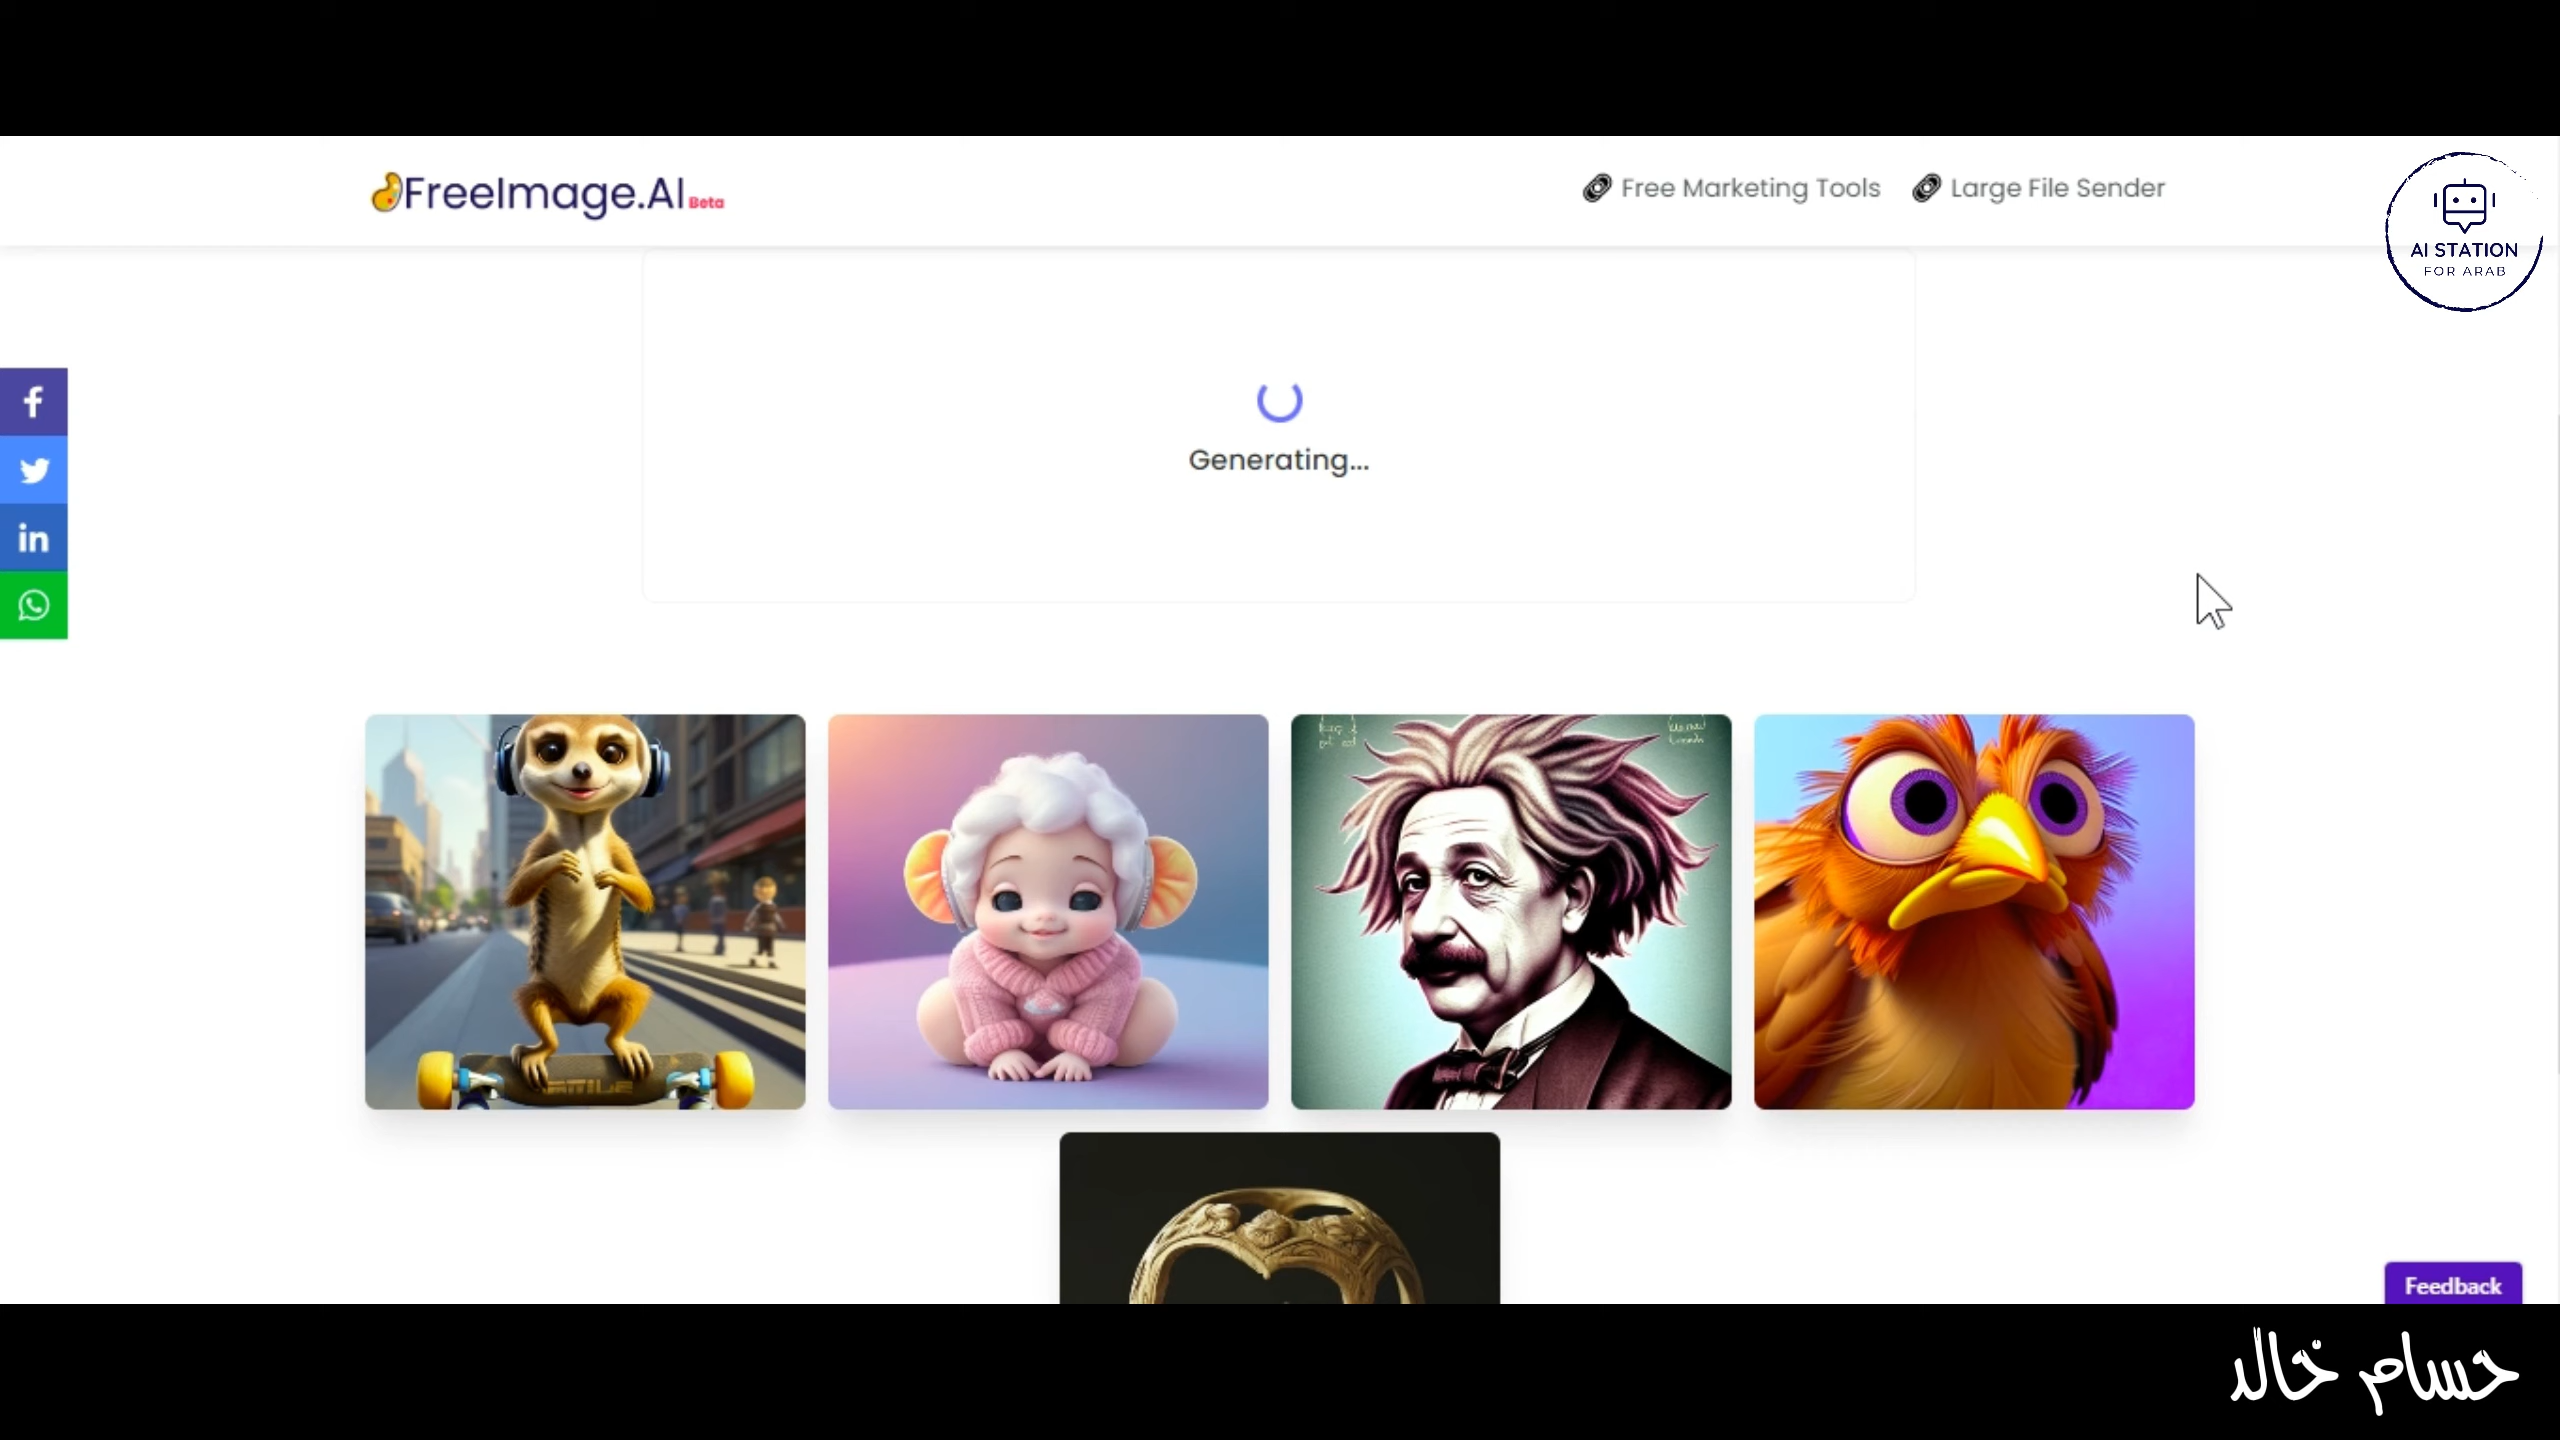 FreeImage.AI Beta
Free Marketing Tools
Large File Sender
AI STATION
FOR ARAB
Generating...
Feedback
حسام خالد